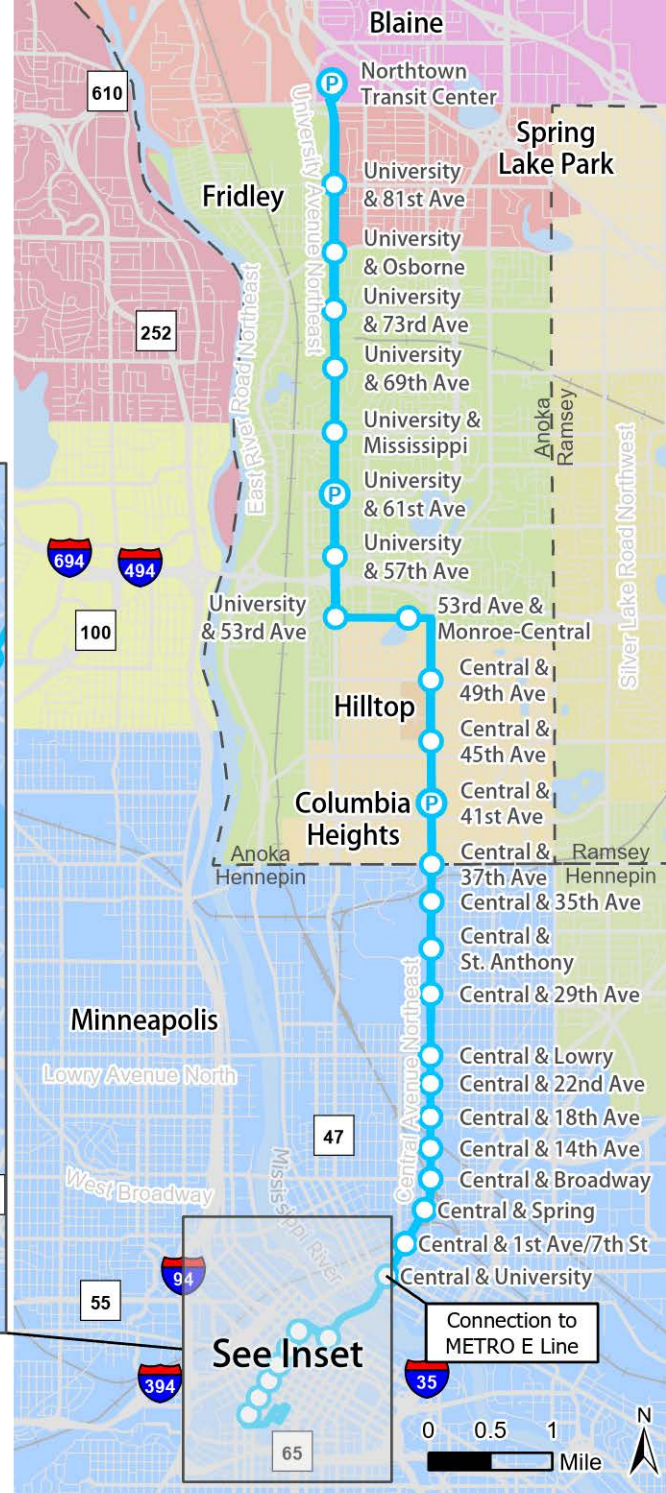 Blaine
610
P
Northtown
Transit Center
University Avenue Northeast
Spring
Lake Park
Fridley
University
& 81st Ave
University
& Osborne
252
University
& 73rd Ave
East River Road Northeast
University
& 69th Ave
Anoka
Ramsey
University &
Mississippi
P
University
& 61st Ave
Silver Lake Road Northwest
694
494
University
& 57th Ave
100
University
& 53rd Ave
53rd Ave &
Monroe-Central
Central &
49th Ave
Hilltop
Central &
45th Ave
Columbia
Heights
P
Central &
41st Ave
Anoka
Hennepin
Central &
37th Ave
Ramsey
Hennepin
Central & 35th Ave
Central &
St. Anthony
Central Avenue Northeast
Central & 29th Ave
Minneapolis
Lowry Avenue North
Central & Lowry
Central & 22nd Ave
47
Central & 18th Ave
Central & 14th Ave
Mississippi River
West Broadway
Central & Broadway
Central & Spring
Central & 1st Ave/7th St
94
Central & University
55
Connection to
METRO E Line
See Inset
394
35
65
0 0.5 1
Mile
N